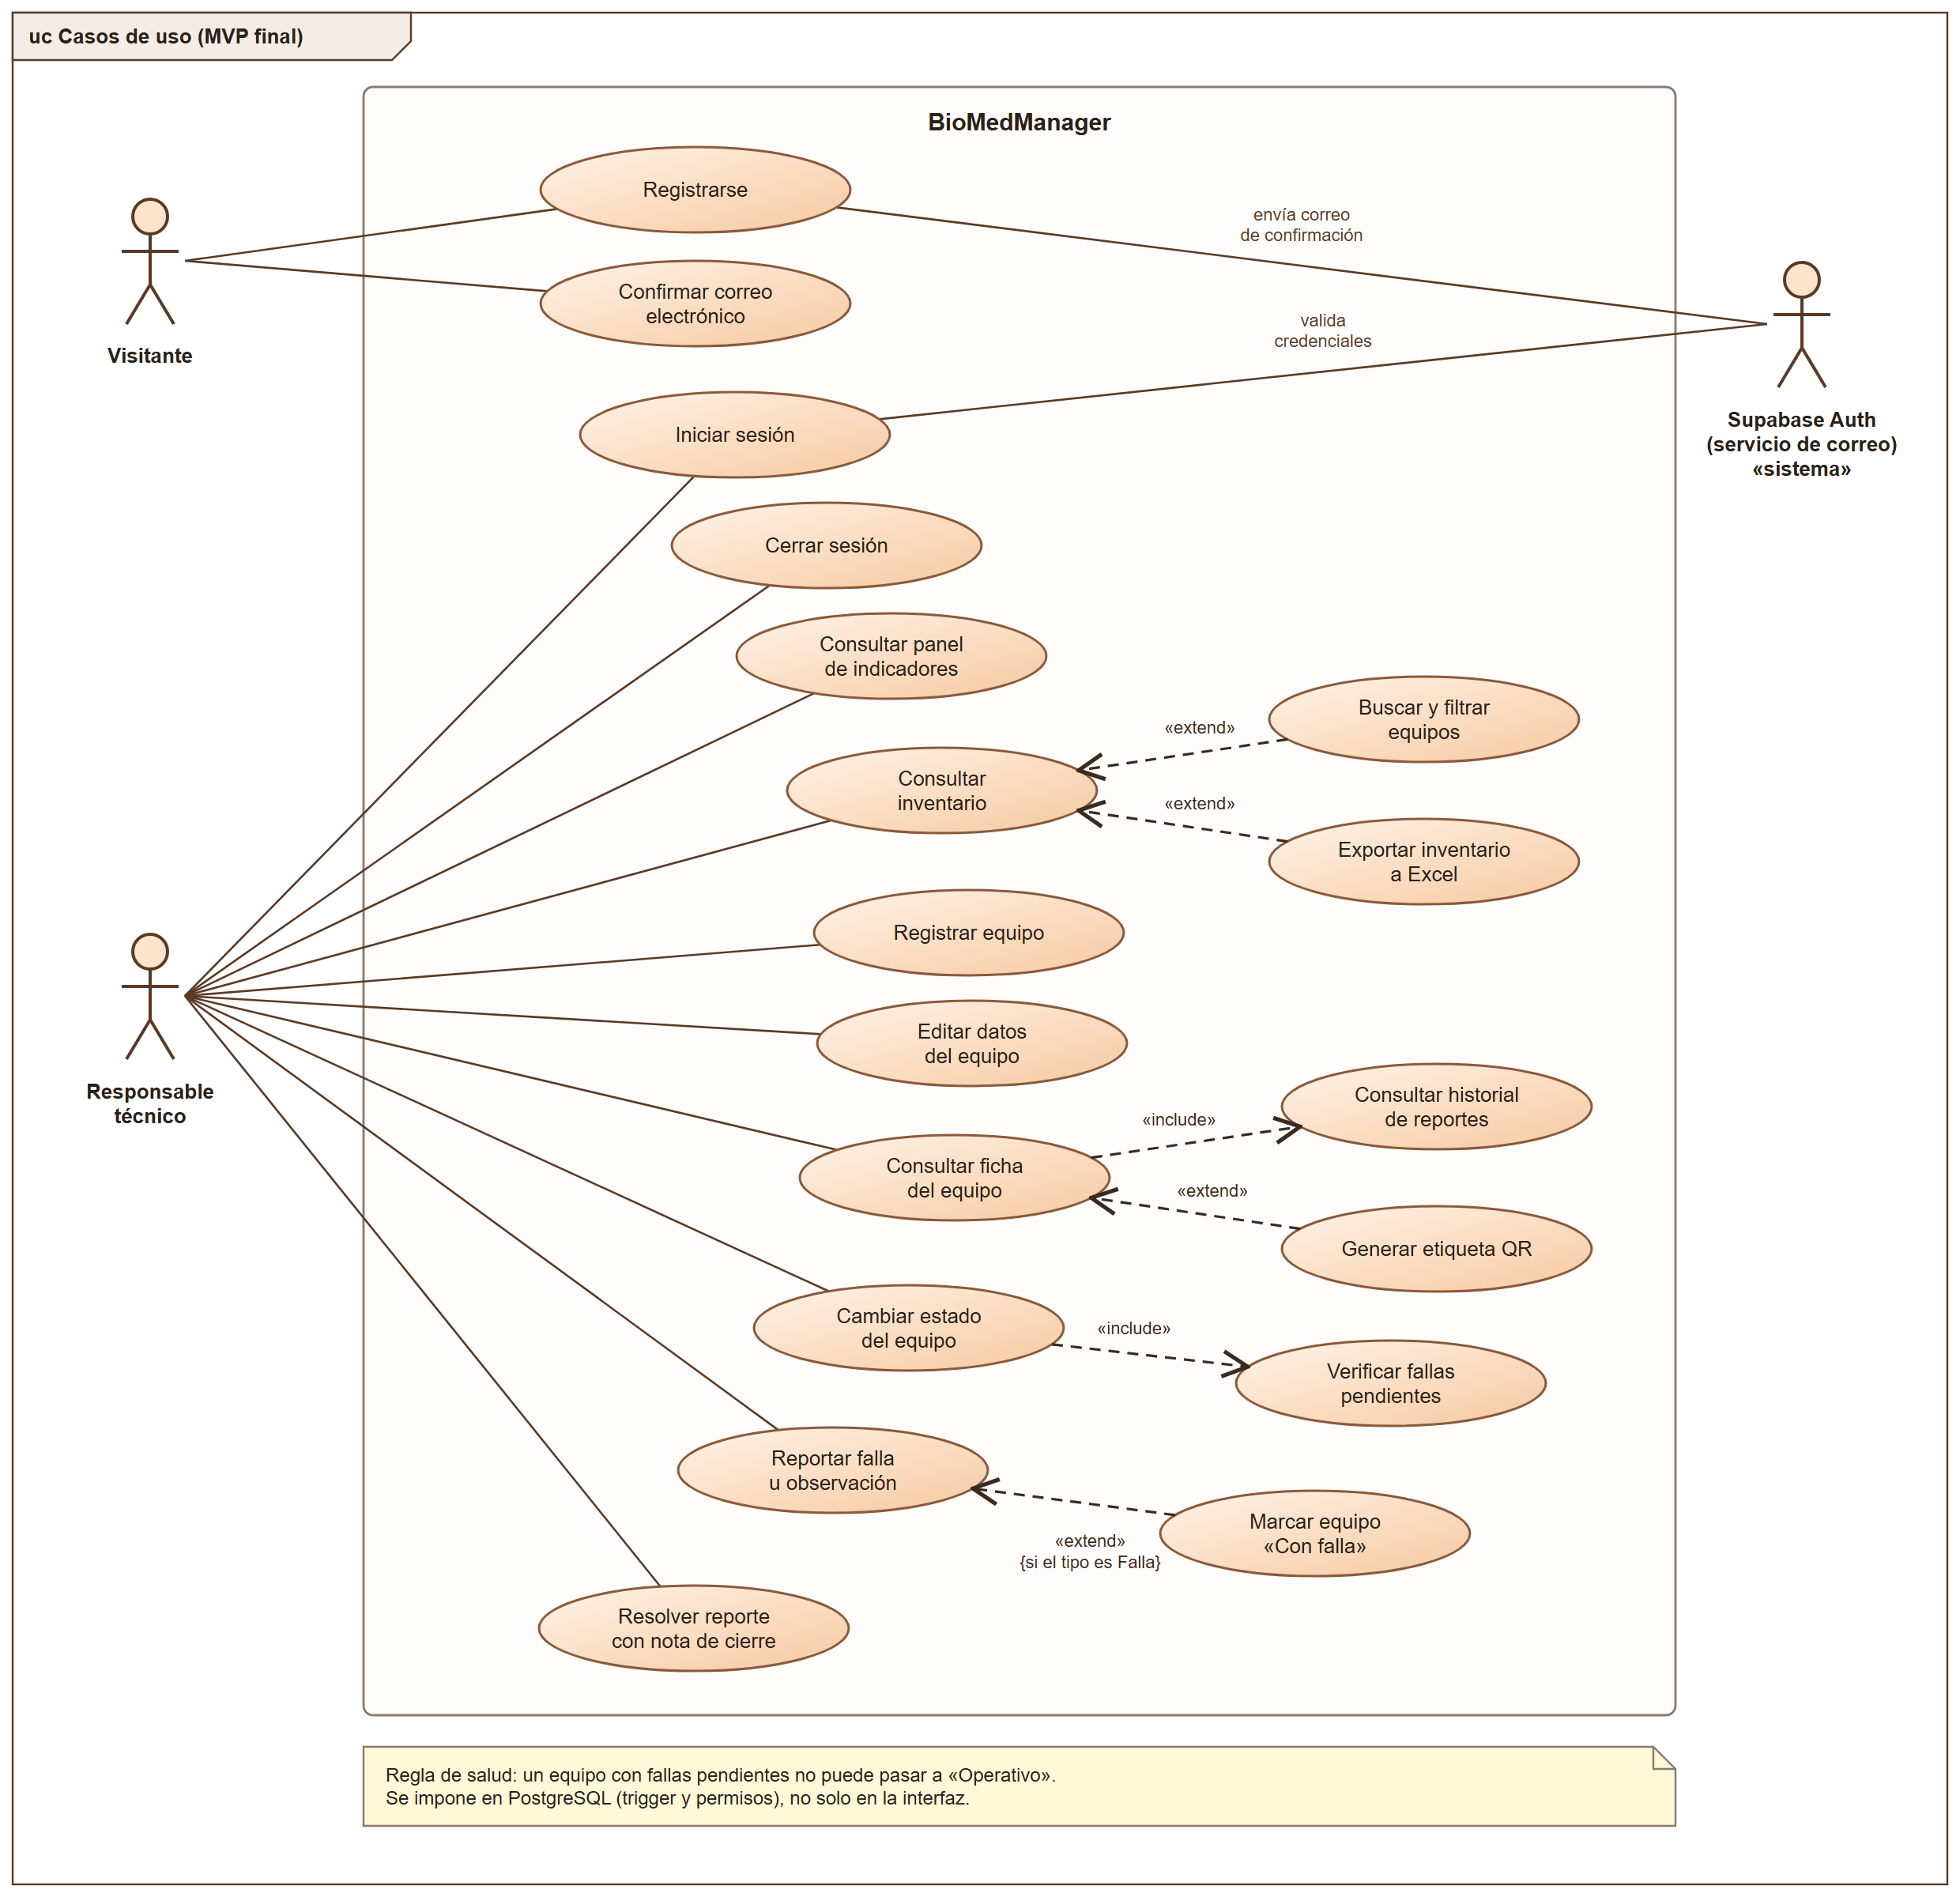 uc Casos de uso (MVP final)
BioMedManager
Registrarse
envía correo
de confirmación
Confirmar correo
electrónico
Visitante
valida
credenciales
Supabase Auth
(servicio de correo)
«sistema»
Iniciar sesión
Cerrar sesión
Consultar panel
de indicadores
Buscar y filtrar
equipos
«extend»
Consultar
inventario
«extend»
Exportar inventario
a Excel
Registrar equipo
Editar datos
del equipo
Responsable
técnico
Consultar historial
de reportes
«include»
Consultar ficha
del equipo
«extend»
Generar etiqueta QR
Cambiar estado
del equipo
«include»
Verificar fallas
pendientes
Reportar falla
u observación
«extend»
{si el tipo es Falla}
Marcar equipo
«Con falla»
Resolver reporte
con nota de cierre
Regla de salud: un equipo con fallas pendientes no puede pasar a «Operativo».
Se impone en PostgreSQL (trigger y permisos), no solo en la interfaz.